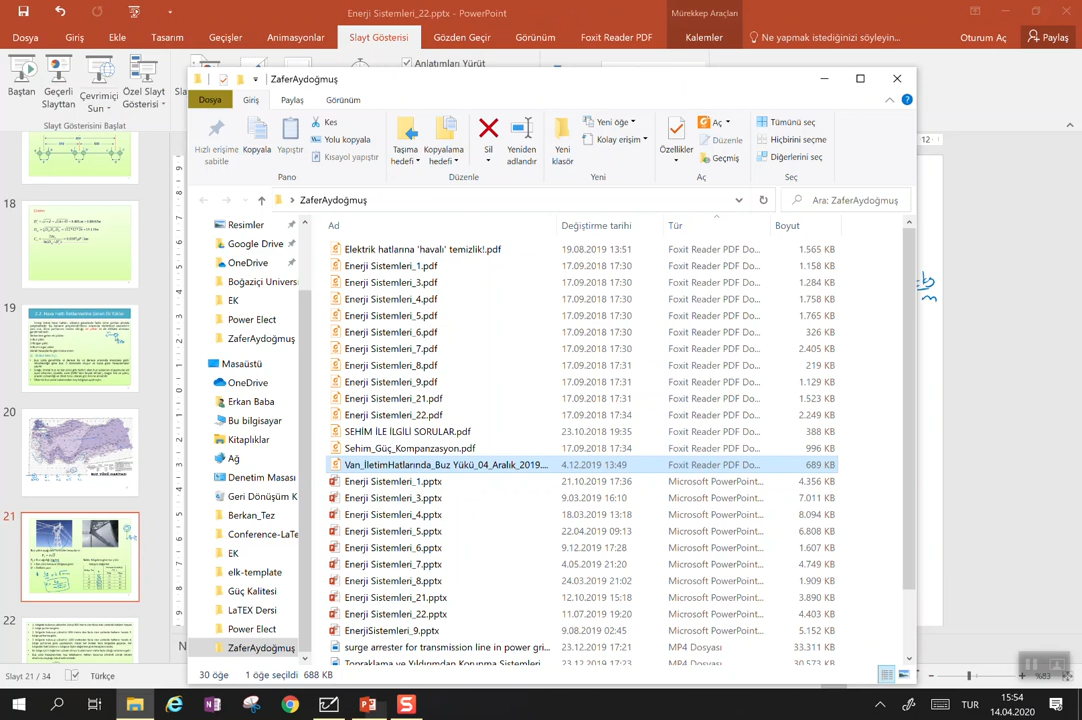 Enerji Sistemleri_22.pptx - PowerPoint
Mürekkep Araçları
Dosya Giriş Ekle Tasarım Geçişler Animasyonlar Slayt Gösterisi Gözden Geçir Görünüm Foxit Reader PDF Kalemler Ne yapmak istediğinizi söyleyin... Oturum Aç Paylaş
Baştan
Geçerli Slayttan
Çevrimiçi Sun
Özel Slayt Gösterisi
Slayt Gösterisini Başlat
Anlatımları Yürüt
ZaferAydoğmuş
Dosya Giriş Paylaş Görünüm
Hızlı erişime sabitle
Kopyala
Yapıştır
Kes
Yolu kopyala
Kısayol yapıştır
Pano
Taşıma hedefi
Kopyalama hedefi
Sil
Yeniden adlandır
Düzenle
Yeni klasör
Yeni öğe
Kolay erişim
Yeni
Özellikler
Aç
Düzenle
Geçmiş
Aç
Tümünü seç
Hiçbirini seçme
Diğerlerini seç
Seç
ZaferAydoğmuş
Ara: ZaferAydoğmuş
Resimler
Google Drive
OneDrive
Boğaziçi Univers
EK
Power Elect
ZaferAydoğmuş
Masaüstü
OneDrive
Erkan Baba
Bu bilgisayar
Kitaplıklar
Ağ
Denetim Masası
Geri Dönüşüm K
Berkan_Tez
Conference-LaTe
EK
elk-template
Güç Kalitesi
LaTEX Dersi
Power Elect
ZaferAydoğmuş
Ad Değiştirme tarihi Tür Boyut
Elektrik hatlarına 'havalı' temizlik!.pdf 19.08.2019 13:51 Foxit Reader PDF Do... 1.565 KB
Enerji Sistemleri_1.pdf 17.09.2018 17:30 Foxit Reader PDF Do... 1.158 KB
Enerji Sistemleri_3.pdf 17.09.2018 17:30 Foxit Reader PDF Do... 1.284 KB
Enerji Sistemleri_4.pdf 17.09.2018 17:30 Foxit Reader PDF Do... 1.758 KB
Enerji Sistemleri_5.pdf 17.09.2018 17:30 Foxit Reader PDF Do... 1.765 KB
Enerji Sistemleri_6.pdf 17.09.2018 17:30 Foxit Reader PDF Do... 326 KB
Enerji Sistemleri_7.pdf 17.09.2018 17:30 Foxit Reader PDF Do... 2.405 KB
Enerji Sistemleri_8.pdf 17.09.2018 17:31 Foxit Reader PDF Do... 219 KB
Enerji Sistemleri_9.pdf 17.09.2018 17:31 Foxit Reader PDF Do... 1.129 KB
Enerji Sistemleri_21.pdf 17.09.2018 17:31 Foxit Reader PDF Do... 1.523 KB
Enerji Sistemleri_22.pdf 17.09.2018 17:34 Foxit Reader PDF Do... 2.249 KB
SEHİM İLE İLGİLİ SORULAR.pdf 23.10.2018 19:35 Foxit Reader PDF Do... 388 KB
Sehim_Güç_Kompanzasyon.pdf 17.09.2018 17:34 Foxit Reader PDF Do... 996 KB
Van_İletimHatlarında_Buz Yükü_04_Aralık_2019.... 4.12.2019 13:49 Foxit Reader PDF Do... 689 KB
Enerji Sistemleri_1.pptx 21.10.2019 17:36 Microsoft PowerPoint... 4.356 KB
Enerji Sistemleri_3.pptx 9.03.2019 16:10 Microsoft PowerPoint... 7.011 KB
Enerji Sistemleri_4.pptx 18.03.2019 13:18 Microsoft PowerPoint... 8.094 KB
Enerji Sistemleri_5.pptx 22.04.2019 09:13 Microsoft PowerPoint... 6.808 KB
Enerji Sistemleri_6.pptx 9.12.2019 17:28 Microsoft PowerPoint... 1.607 KB
Enerji Sistemleri_7.pptx 4.05.2019 21:20 Microsoft PowerPoint... 4.749 KB
Enerji Sistemleri_8.pptx 24.03.2019 21:02 Microsoft PowerPoint... 1.909 KB
Enerji Sistemleri_21.pptx 12.10.2019 15:18 Microsoft PowerPoint... 3.890 KB
Enerji Sistemleri_22.pptx 11.07.2019 19:20 Microsoft PowerPoint... 4.403 KB
EnerjiSistemleri_9.pptx 9.08.2019 02:45 Microsoft PowerPoint... 5.152 KB
surge arrester for transmission line in power gri... 23.12.2019 17:21 MP4 Dosyası 33.311 KB
Topraklama ve Yıldırımdan Korunma Sistemleri 23.12.2019 17:23 MP4 Dosyası 30.573 KB
30 öğe 1 öğe seçildi 688 KB
18
19
20
21
22
Slayt 21 / 34 Türkçe
%83
TUR
15:54
14.04.2020